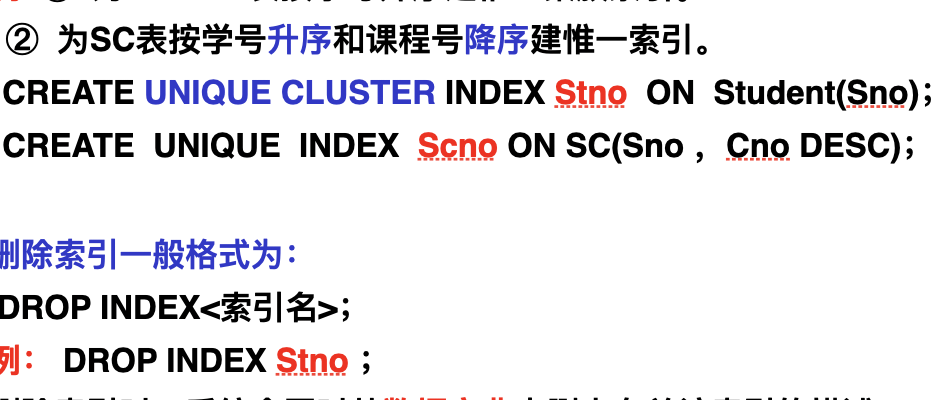 ② 为SC表按学号升序和课程号降序建惟一索引。
CREATE UNIQUE CLUSTER INDEX Stno ON Student(Sno);
CREATE UNIQUE INDEX Scno ON SC(Sno ，Cno DESC);
删除索引一般格式为：
DROP INDEX<索引名>;
例： DROP INDEX Stno ;